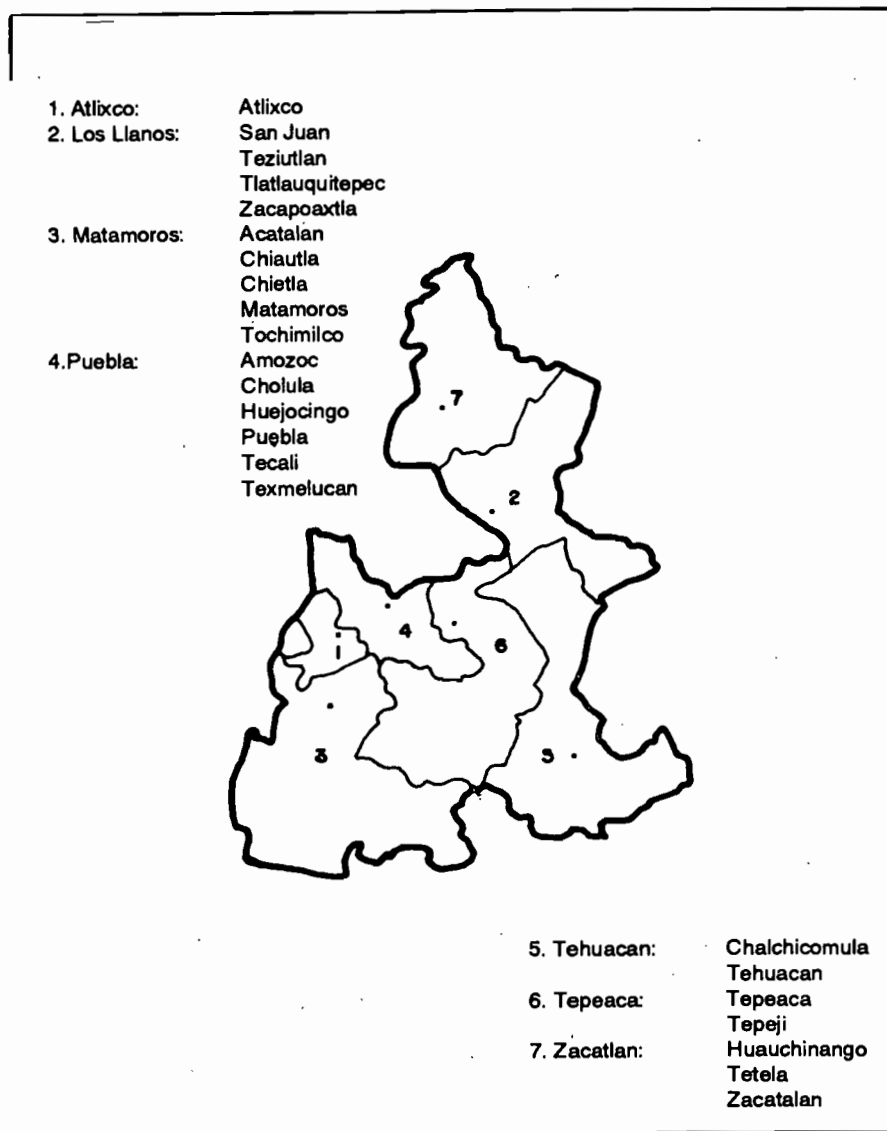 1. Atlixco: Atlixco
2. Los Llanos: San Juan
Teziutlan
Tlatlauquitepec
Zacapoaxtla
3. Matamoros: Acatalan
Chiautla
Chietla
Matamoros
Tochimilco
4.Puebla: Amozoc
Cholula
Huejocingo
Puebla
Tecali
Texmelucan
7
2
4
6
1
3
5
5. Tehuacan: Chalchicomula
Tehuacan
6. Tepeaca: Tepeaca
Tepeji
7. Zacatlan: Huauchinango
Tetela
Zacatalan